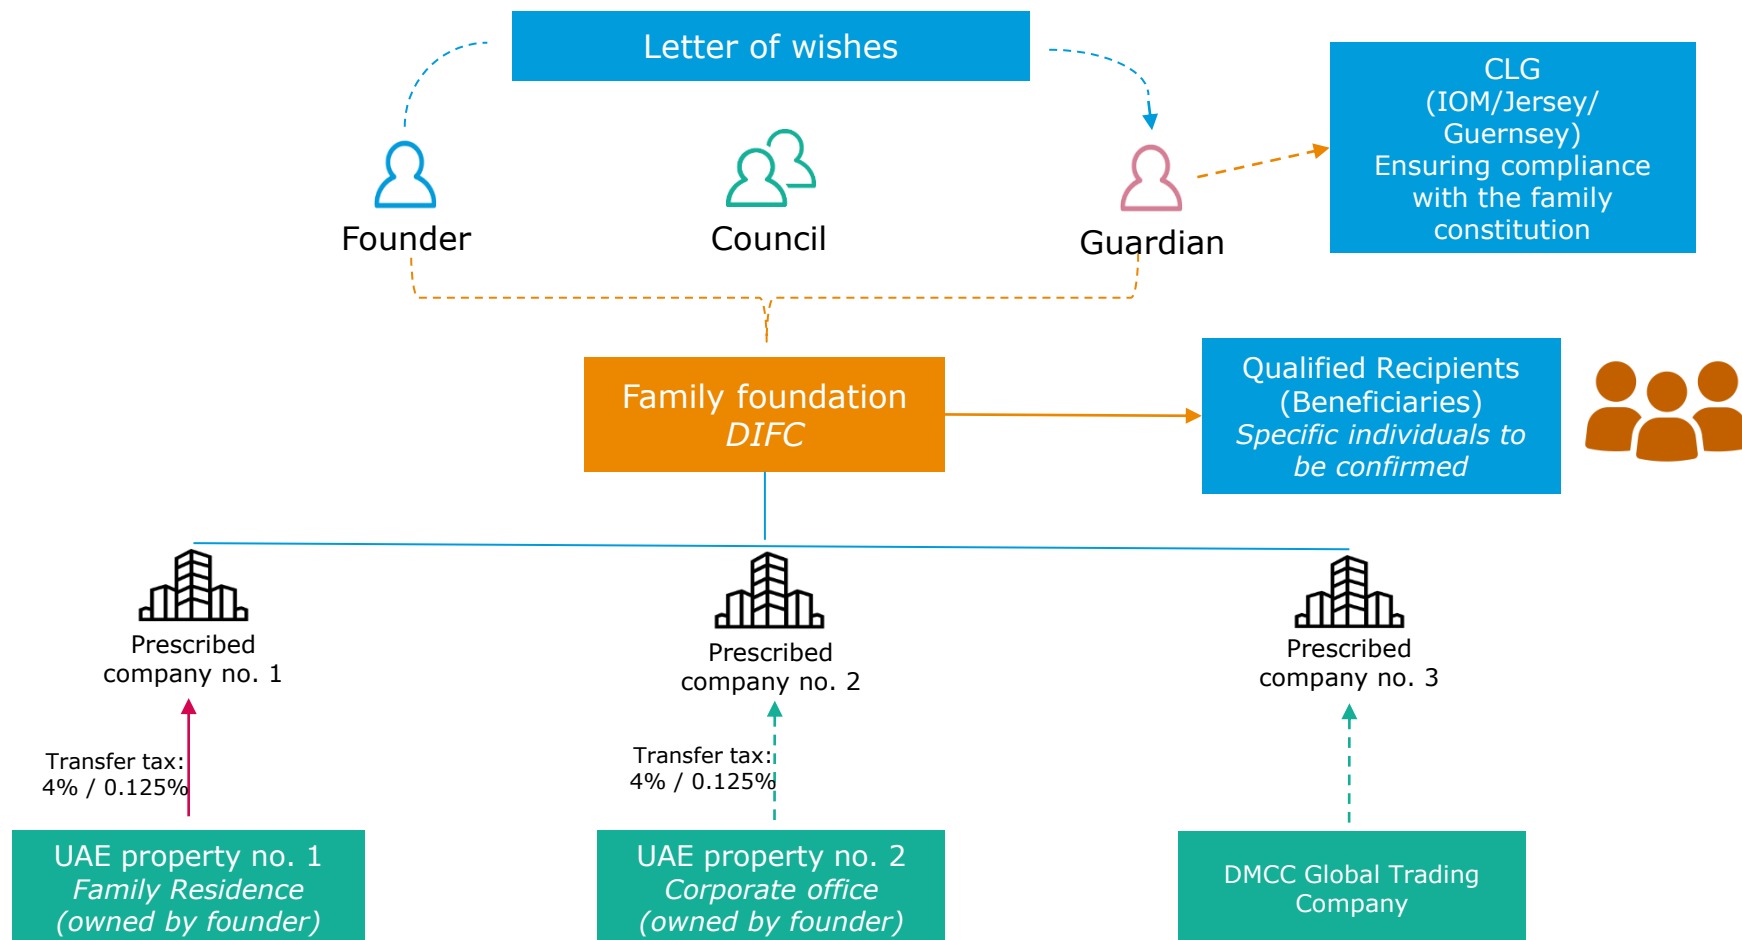 Letter of wishes
CLG
(IOM/Jersey/
Guernsey)
Ensuring compliance
with the family
constitution
Founder
Council
Guardian
Family foundation
DIFC
Qualified Recipients
(Beneficiaries)
Specific individuals to
be confirmed
Prescribed
company no. 1
Prescribed
company no. 2
Prescribed
company no. 3
Transfer tax:
4% / 0.125%
Transfer tax:
4% / 0.125%
UAE property no. 1
Family Residence
(owned by founder)
UAE property no. 2
Corporate office
(owned by founder)
DMCC Global Trading
Company